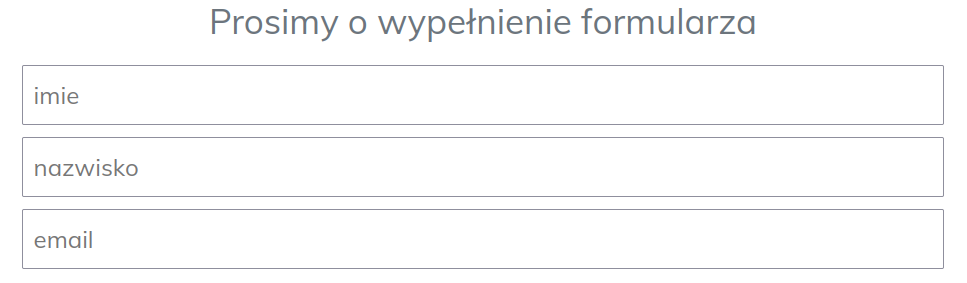 Prosimy o wypełnienie formularza
imie
nazwisko
email